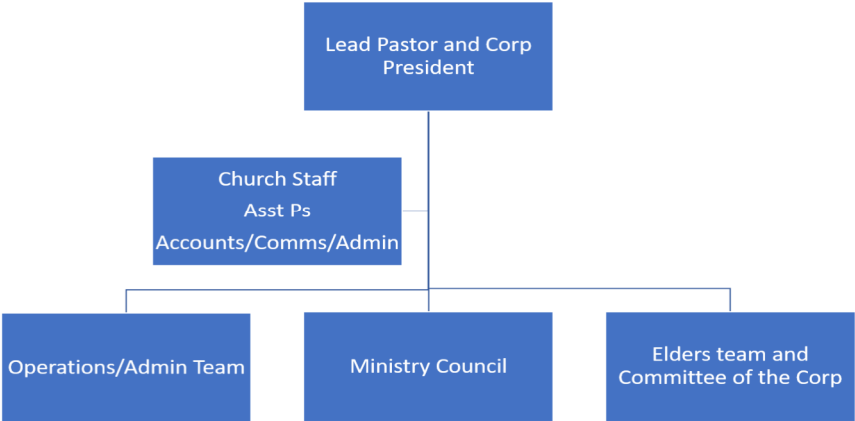 Lead Pastor and Corp
President
Church Staff
Asst Ps
Accounts/Comms/Admin
Operations/Admin Team
Ministry Council
Elders team and
Committee of the Corp